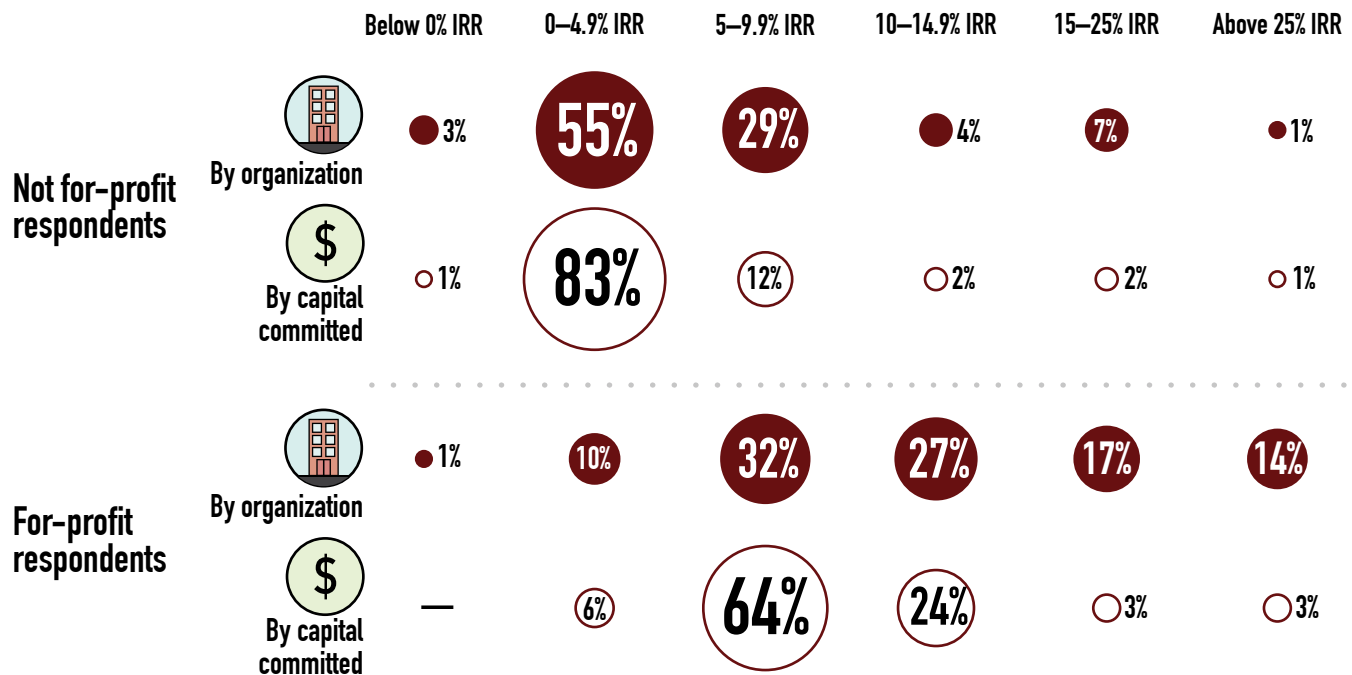 Below 0% IRR 0–4.9% IRR 5–9.9% IRR 10–14.9% IRR 15–25% IRR Above 25% IRR
Not for-profit
respondents
By organization
3% 55% 29% 4% 7% 1%
$
By capital
committed
1% 83% 12% 2% 2% 1%
For-profit
respondents
By organization
1% 10% 32% 27% 17% 14%
$
By capital
committed
— 6% 64% 24% 3% 3%